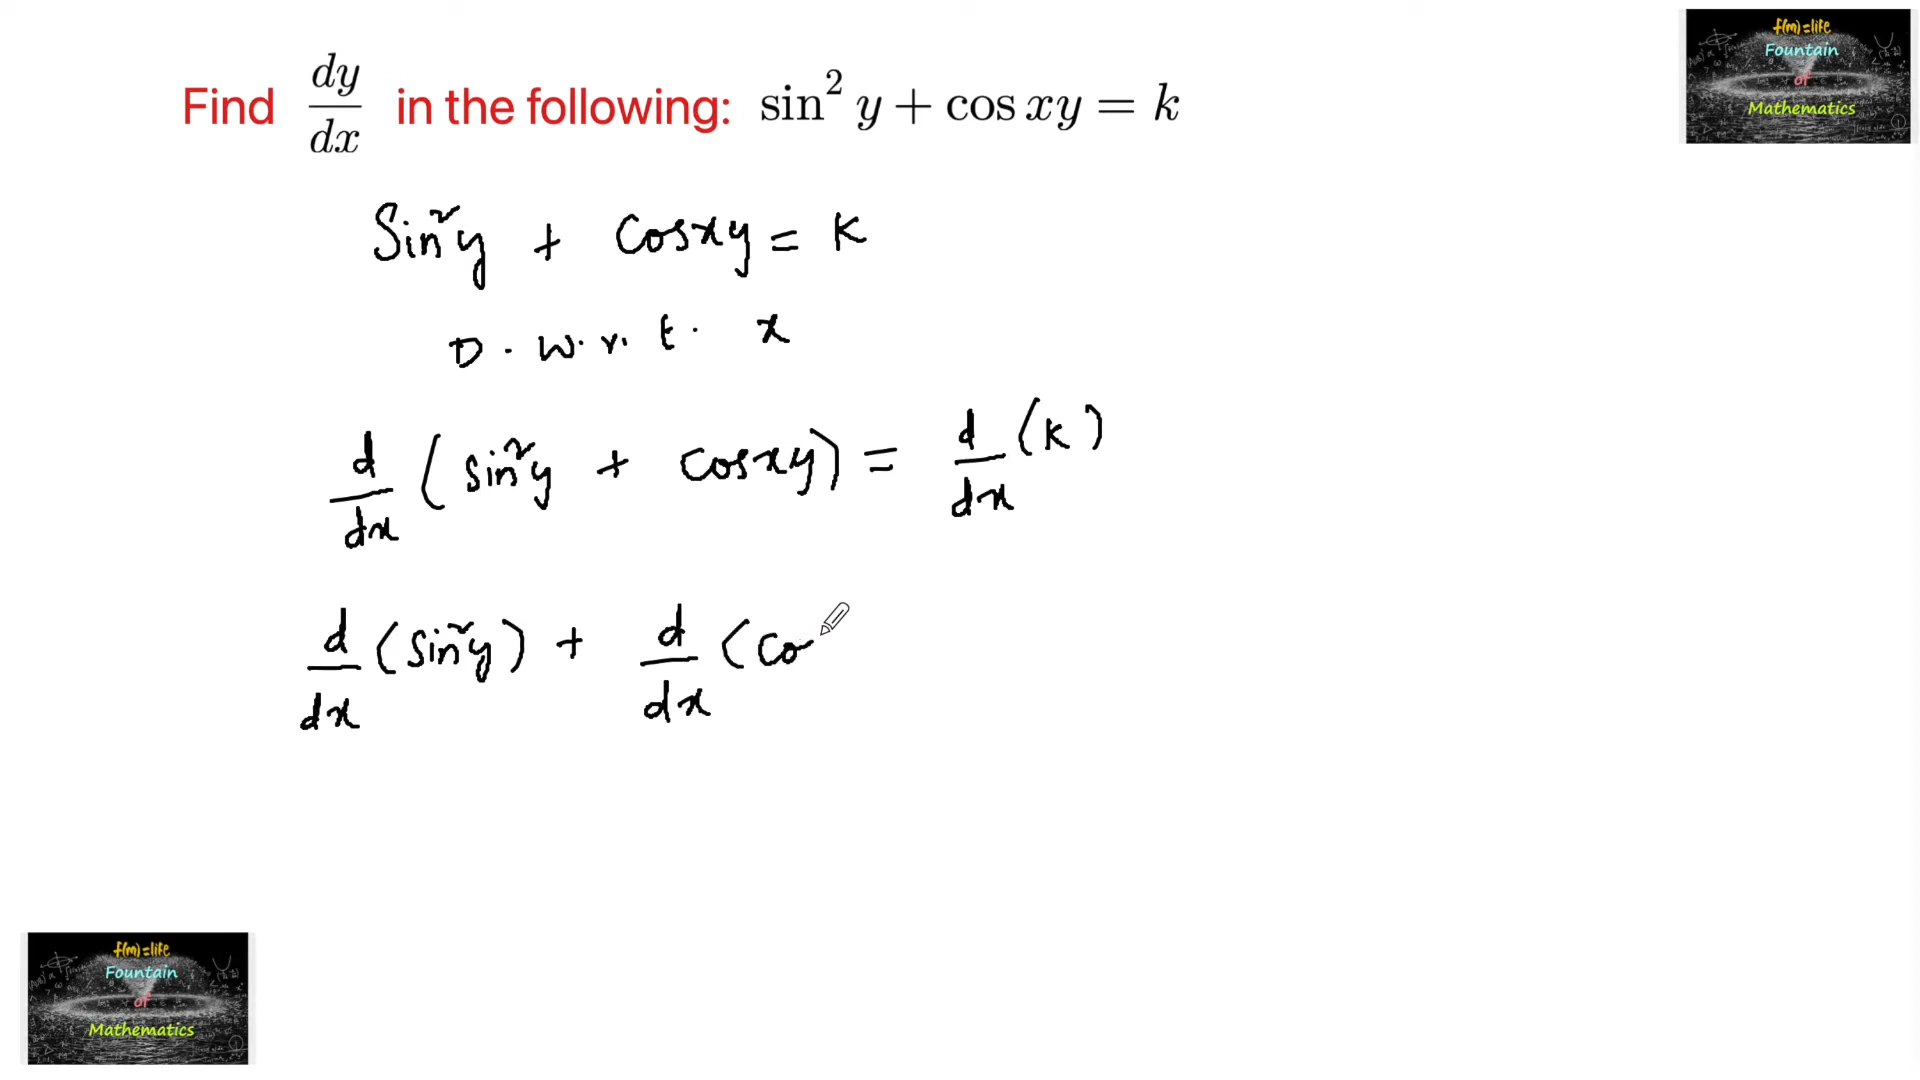 Find dy/dx in the following: sin² y + cos xy = k
f(m)=life
Fountain
of
Mathematics
Sin²y + Cosxy = K
D. w. r. t. x
d/dx (sin²y + cosxy) = d/dx (K)
d/dx (sin²y) + d/dx (Co
f(m)=life
Fountain
of
Mathematics